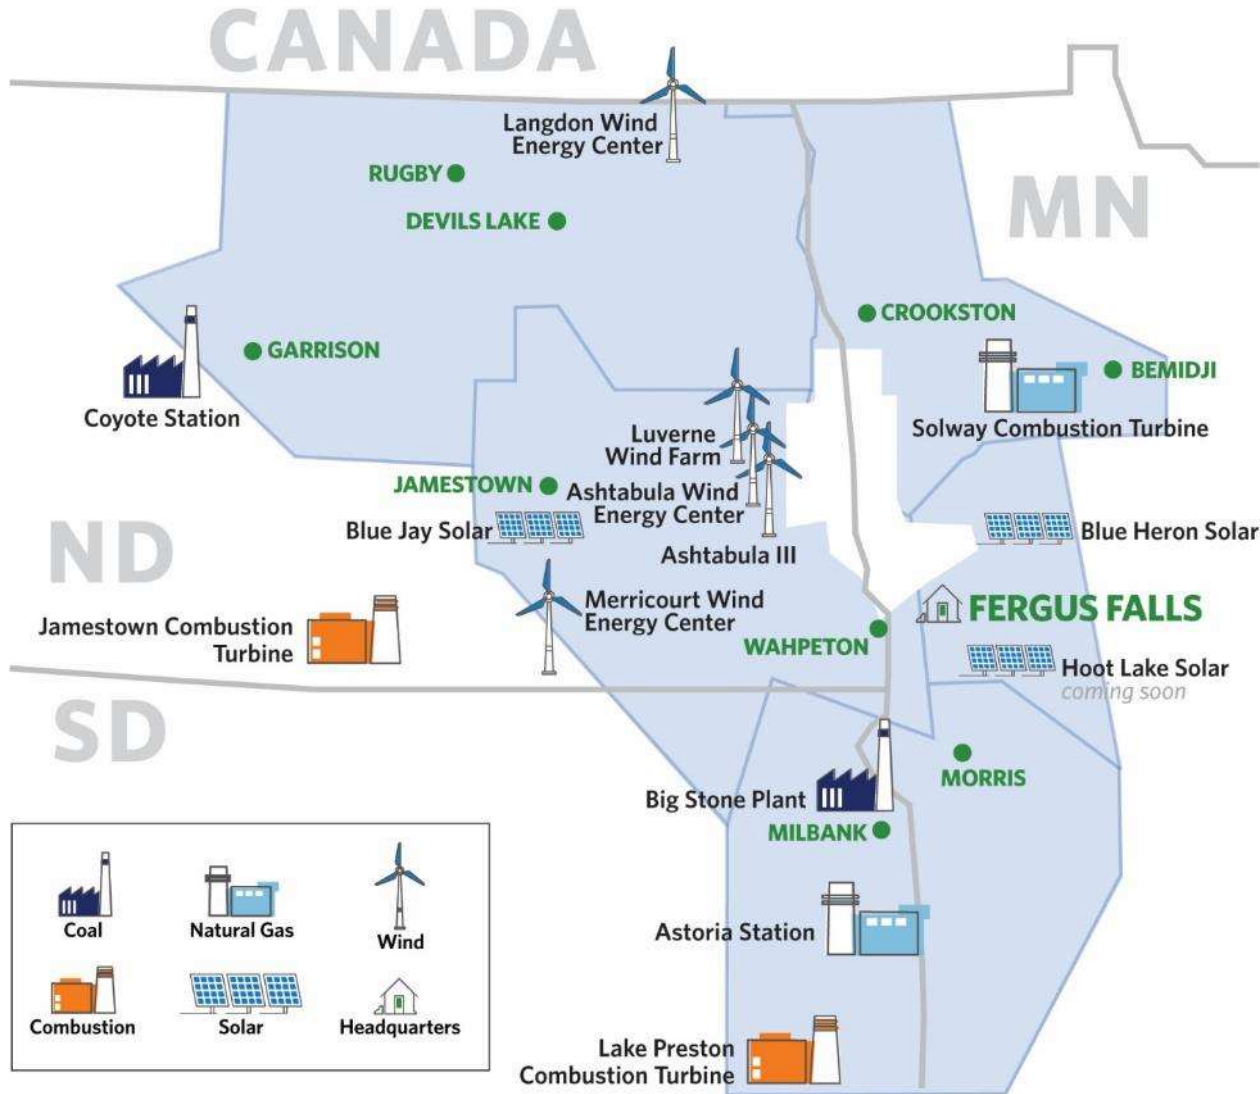 CANADA
Langdon Wind
Energy Center
RUGBY
DEVILS LAKE
MN
CROOKSTON
GARRISON
BEMIDJI
Coyote Station
Solway Combustion Turbine
Luverne
Wind Farm
JAMESTOWN
Ashtabula Wind
Energy Center
Blue Jay Solar
Blue Heron Solar
Ashtabula III
ND
Merricourt Wind
Energy Center
FERGUS FALLS
Jamestown Combustion
Turbine
WAHPETON
Hoot Lake Solar
coming soon
SD
MORRIS
Big Stone Plant
MILBANK
Astoria Station
Lake Preston
Combustion Turbine
Coal
Natural Gas
Wind
Combustion
Solar
Headquarters